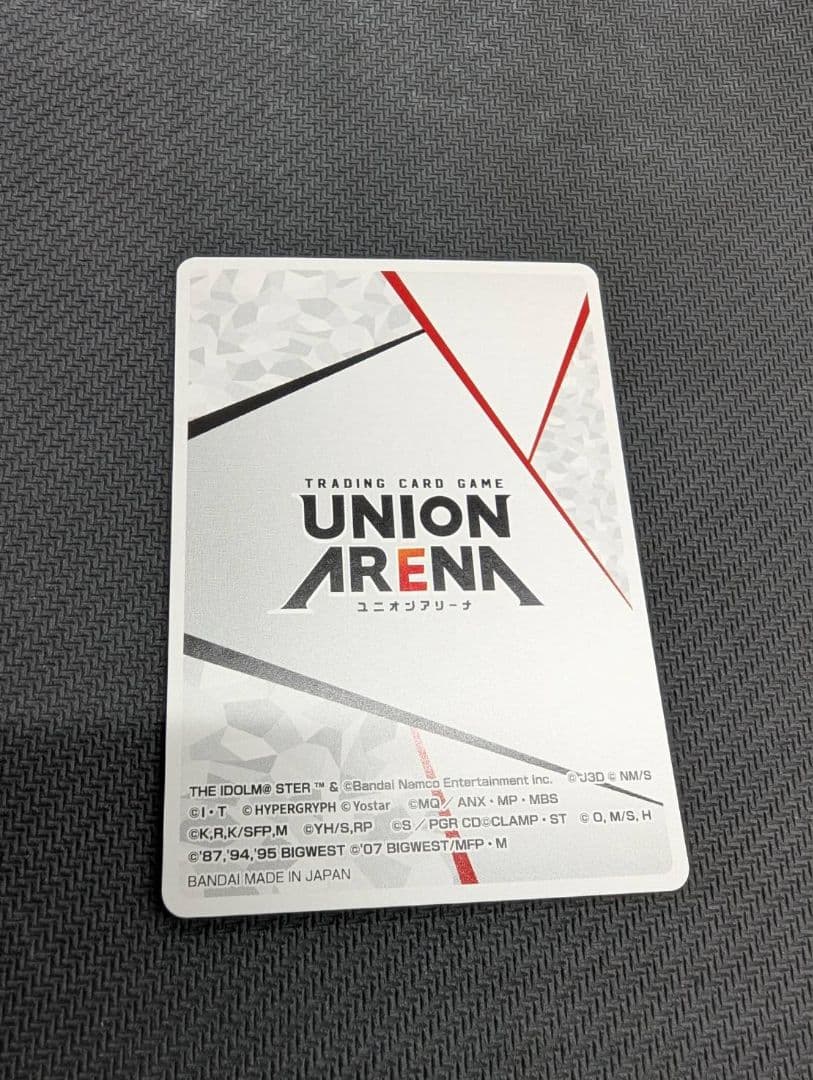 TRADING CARD GAME
UNION
ARENA
ユニオンアリーナ
THE IDOLM@ STER ™ & ©Bandai Namco Entertainment Inc. ©J3D © NM/S
©I・T ©HYPERGRYPH © Yostar ©MQ／ANX・MP・MBS
©K,R,K/SFP,M ©YH/S,RP ©S／PGR CD©CLAMP・ST © O, M/S, H
©'87,'94,'95 BIGWEST ©'07 BIGWEST/MFP・M
BANDAI MADE IN JAPAN